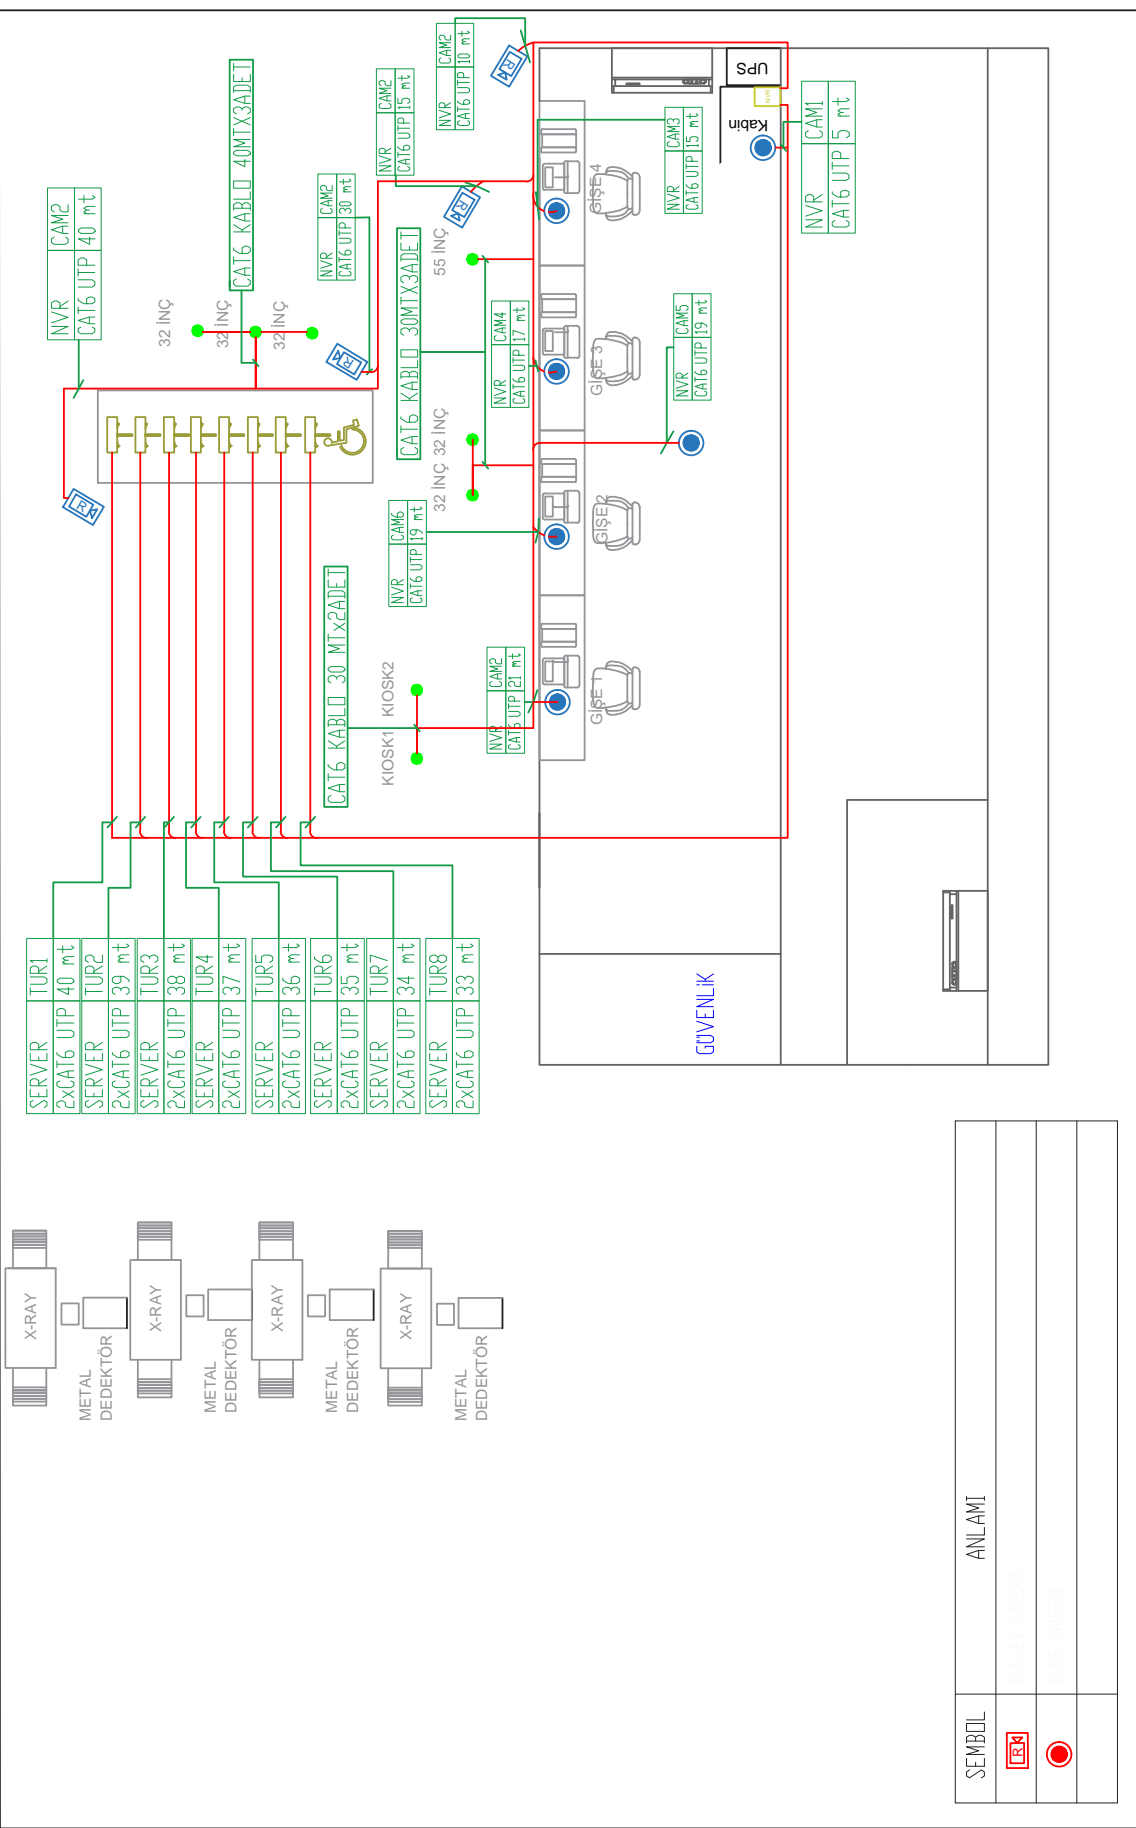 NVR CAM2
CAT6 UTP 40 mt
CAT6 KABLO 40MTX3ADET
32 İNÇ
32 İNÇ
32 İNÇ
NVR CAM2
CAT6 UTP 30 mt
NVR CAM2
CAT6 UTP 15 mt
NVR CAM2
CAT6 UTP 10 mt
R
R
R
R
CAT6 KABLO 30MTX3ADET
55 İNÇ
32 İNÇ 32 İNÇ
NVR CAM4
CAT6 UTP 17 mt
NVR CAM3
CAT6 UTP 15 mt
NVR CAM5
CAT6 UTP 19 mt
NVR CAM6
CAT6 UTP 19 mt
NVR CAM2
CAT6 UTP 21 mt
NVR CAM1
CAT6 UTP 5 mt
UPS
NVR
Kabin
GİŞE 4
GİŞE 3
GİŞE 2
GİŞE 1
CAT6 KABLO 30 MTx2ADET
KIOSK1 KIOSK2
SERVER TUR1
2xCAT6 UTP 40 mt
SERVER TUR2
2xCAT6 UTP 39 mt
SERVER TUR3
2xCAT6 UTP 38 mt
SERVER TUR4
2xCAT6 UTP 37 mt
SERVER TUR5
2xCAT6 UTP 36 mt
SERVER TUR6
2xCAT6 UTP 35 mt
SERVER TUR7
2xCAT6 UTP 34 mt
SERVER TUR8
2xCAT6 UTP 33 mt
GÜVENLİK
X-RAY
METAL
DEDEKTÖR
X-RAY
METAL
DEDEKTÖR
X-RAY
METAL
DEDEKTÖR
X-RAY
METAL
DEDEKTÖR
SEMBOL ANLAMI
R BULLET KAMERA
DOME KAMERA